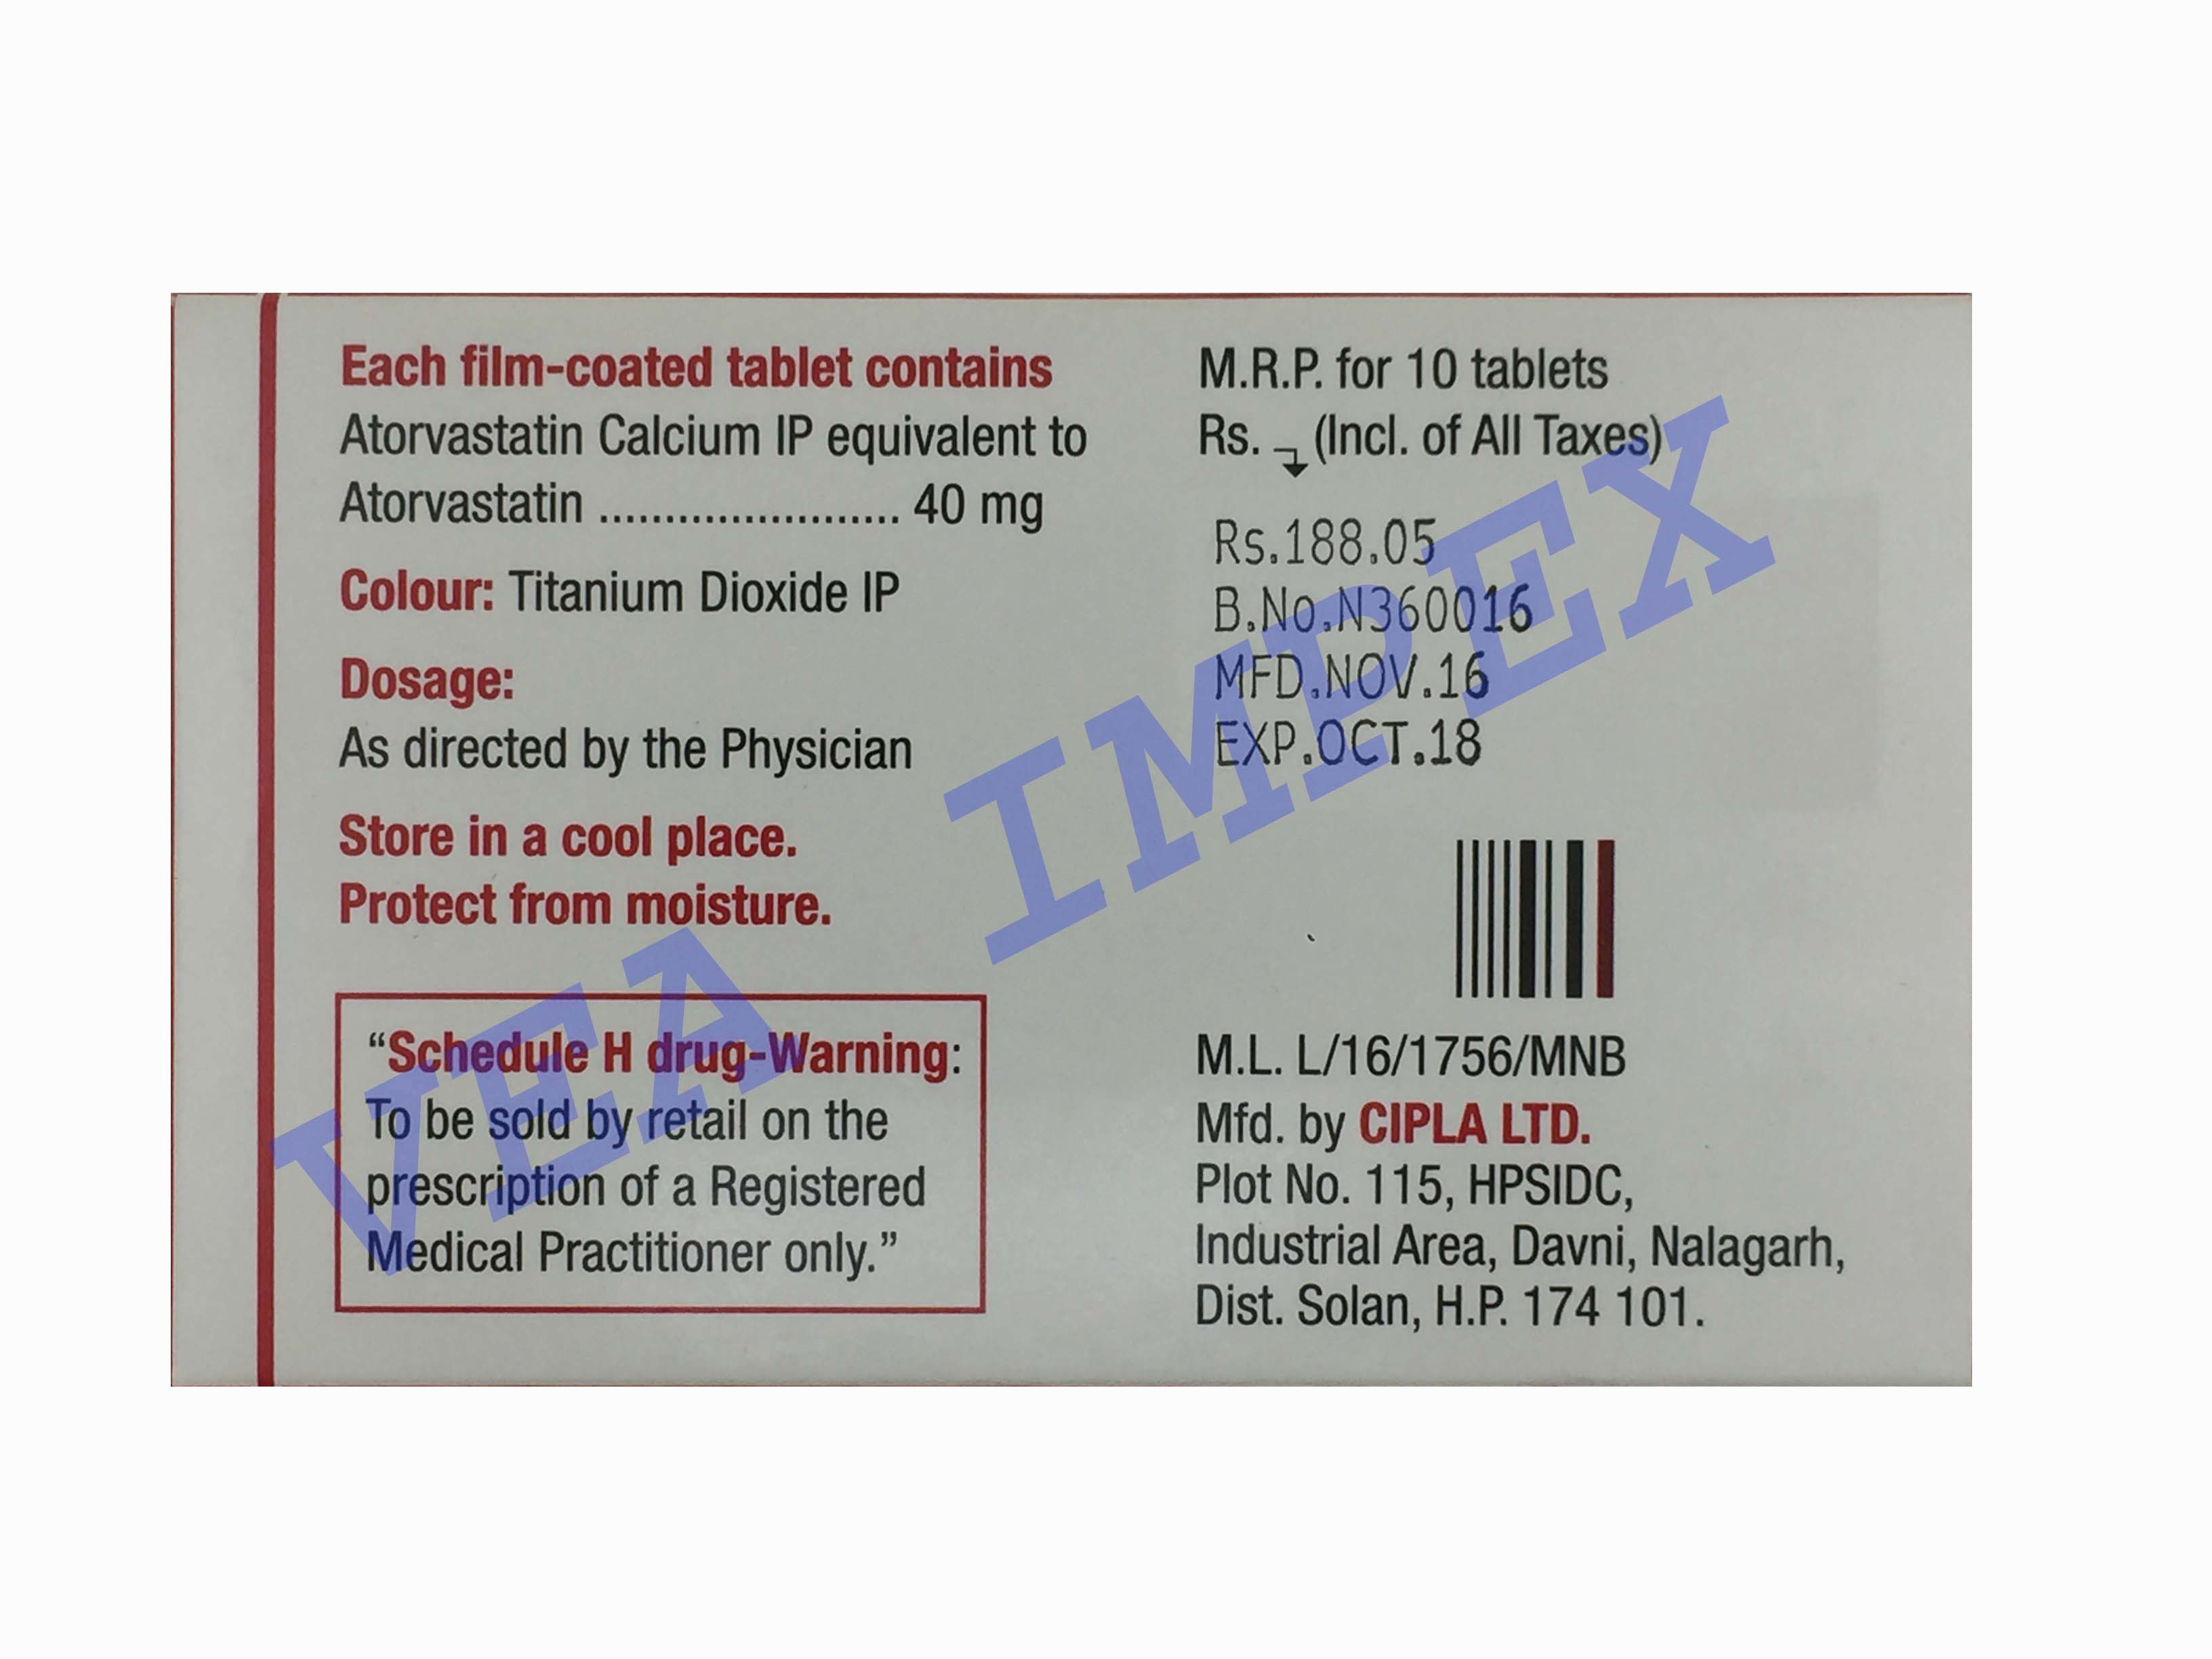 Each film-coated tablet contains
Atorvastatin Calcium IP equivalent to
Atorvastatin ....................... 40 mg
Colour: Titanium Dioxide IP
Dosage:
As directed by the Physician
Store in a cool place.
Protect from moisture.
“Schedule H drug-Warning:
To be sold by retail on the
prescription of a Registered
Medical Practitioner only.”
M.R.P. for 10 tablets
Rs. (Incl. of All Taxes)
Rs.188.05
B.No.N360016
MFD.NOV.16
EXP.OCT.18
M.L. L/16/1756/MNB
Mfd. by CIPLA LTD.
Plot No. 115, HPSIDC,
Industrial Area, Davni, Nalagarh,
Dist. Solan, H.P. 174 101.
VEA IMPEX